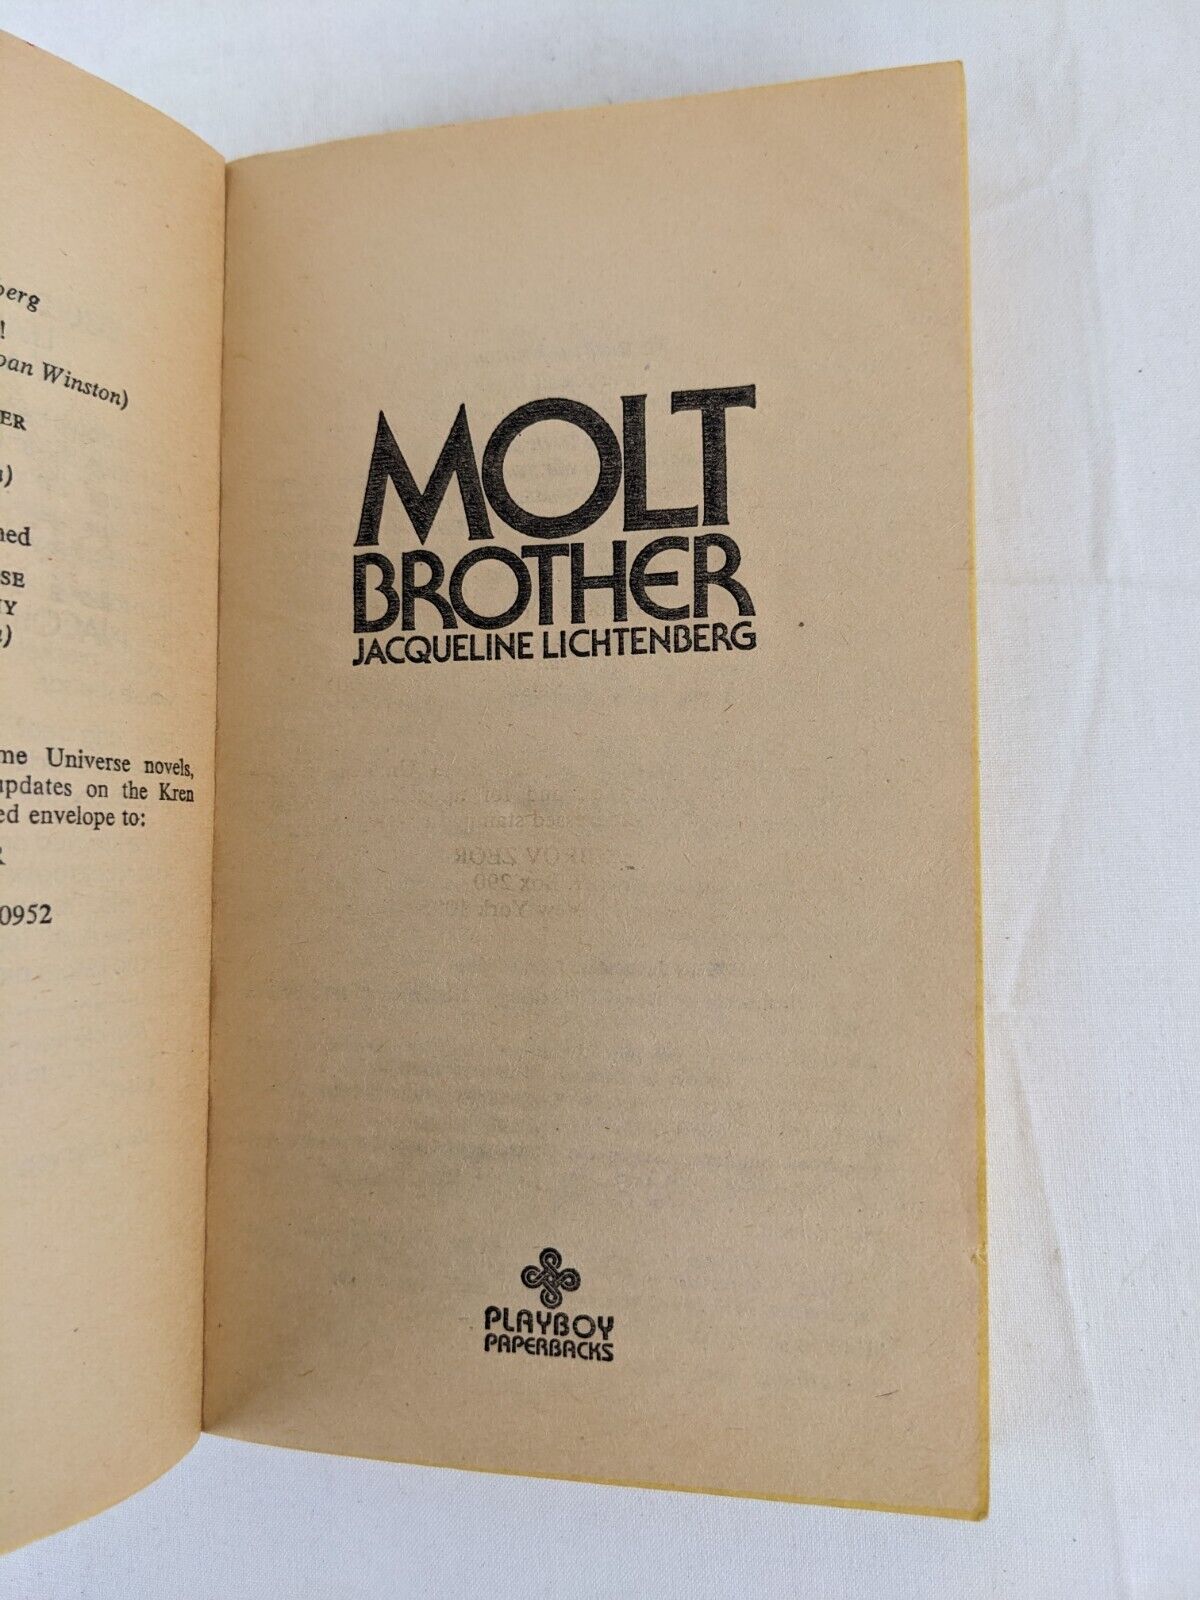 berg
!
oan Winston)
ER
)
ned
SE
NY
)
me Universe novels,
updates on the Kren
ed envelope to:
R
0952
MOLT
BROTHER
JACQUELINE LICHTENBERG
PLAYBOY
PAPERBACKS